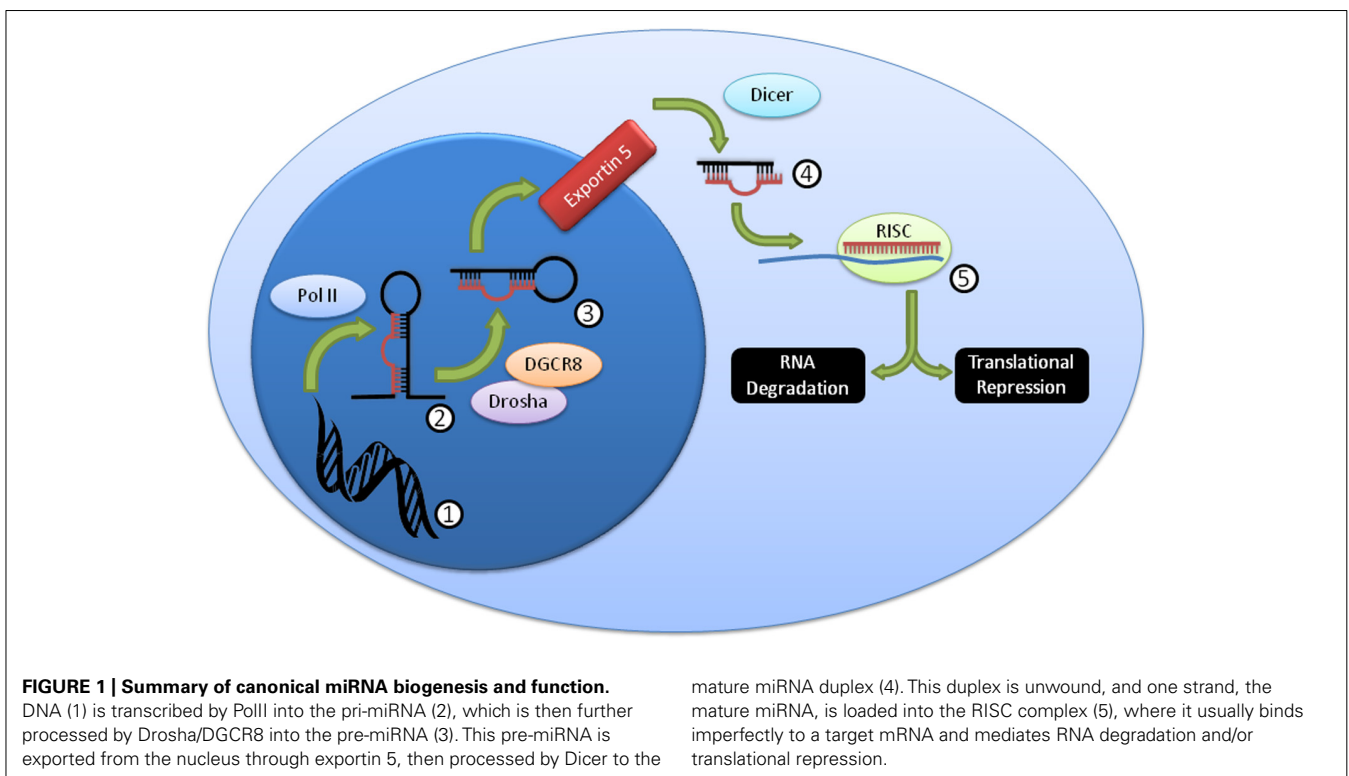 Dicer
Exportin 5
4
RISC
5
Pol II
3
DGCR8
Drosha
2
1
RNA
Degradation
Translational
Repression
FIGURE 1 | Summary of canonical miRNA biogenesis and function.
DNA (1) is transcribed by PolII into the pri-miRNA (2), which is then further
processed by Drosha/DGCR8 into the pre-miRNA (3). This pre-miRNA is
exported from the nucleus through exportin 5, then processed by Dicer to the
mature miRNA duplex (4). This duplex is unwound, and one strand, the
mature miRNA, is loaded into the RISC complex (5), where it usually binds
imperfectly to a target mRNA and mediates RNA degradation and/or
translational repression.